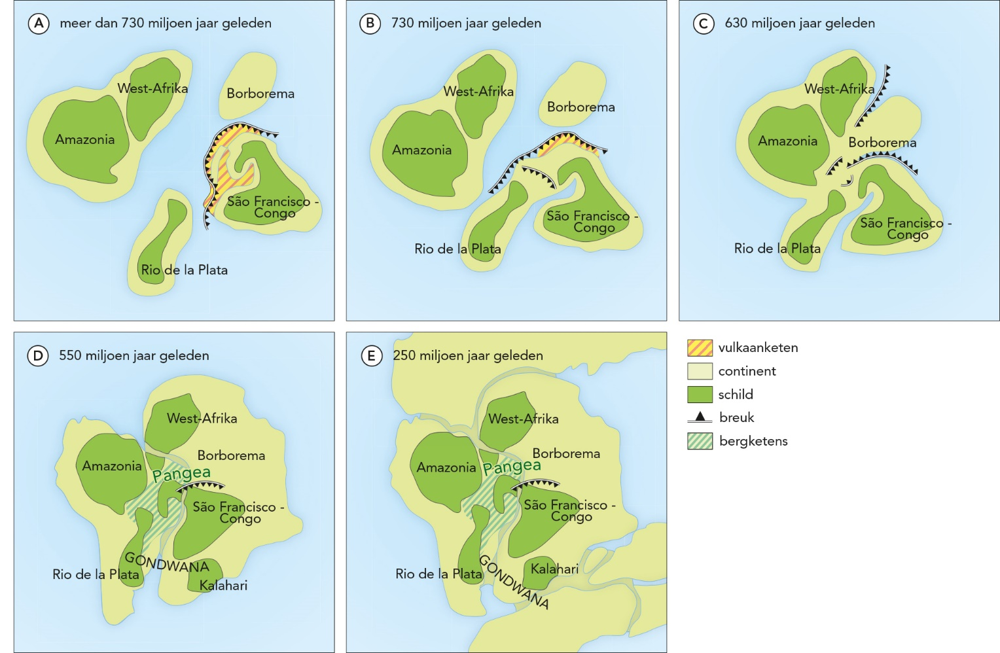 A meer dan 730 miljoen jaar geleden
West-Afrika
Borborema
Amazonia
São Francisco -
Congo
Rio de la Plata
B 730 miljoen jaar geleden
West-Afrika
Borborema
Amazonia
São Francisco -
Congo
Rio de la Plata
C 630 miljoen jaar geleden
West-Afrika
Amazonia
Borborema
São Francisco -
Congo
Rio de la Plata
D 550 miljoen jaar geleden
West-Afrika
Borborema
Amazonia
Pangea
São Francisco -
Congo
GONDWANA
Rio de la Plata
Kalahari
E 250 miljoen jaar geleden
West-Afrika
Borborema
Amazonia
Pangea
São Francisco -
Congo
Kalahari
Rio de la Plata
GONDWANA
vulkaanketen
continent
schild
breuk
bergketens